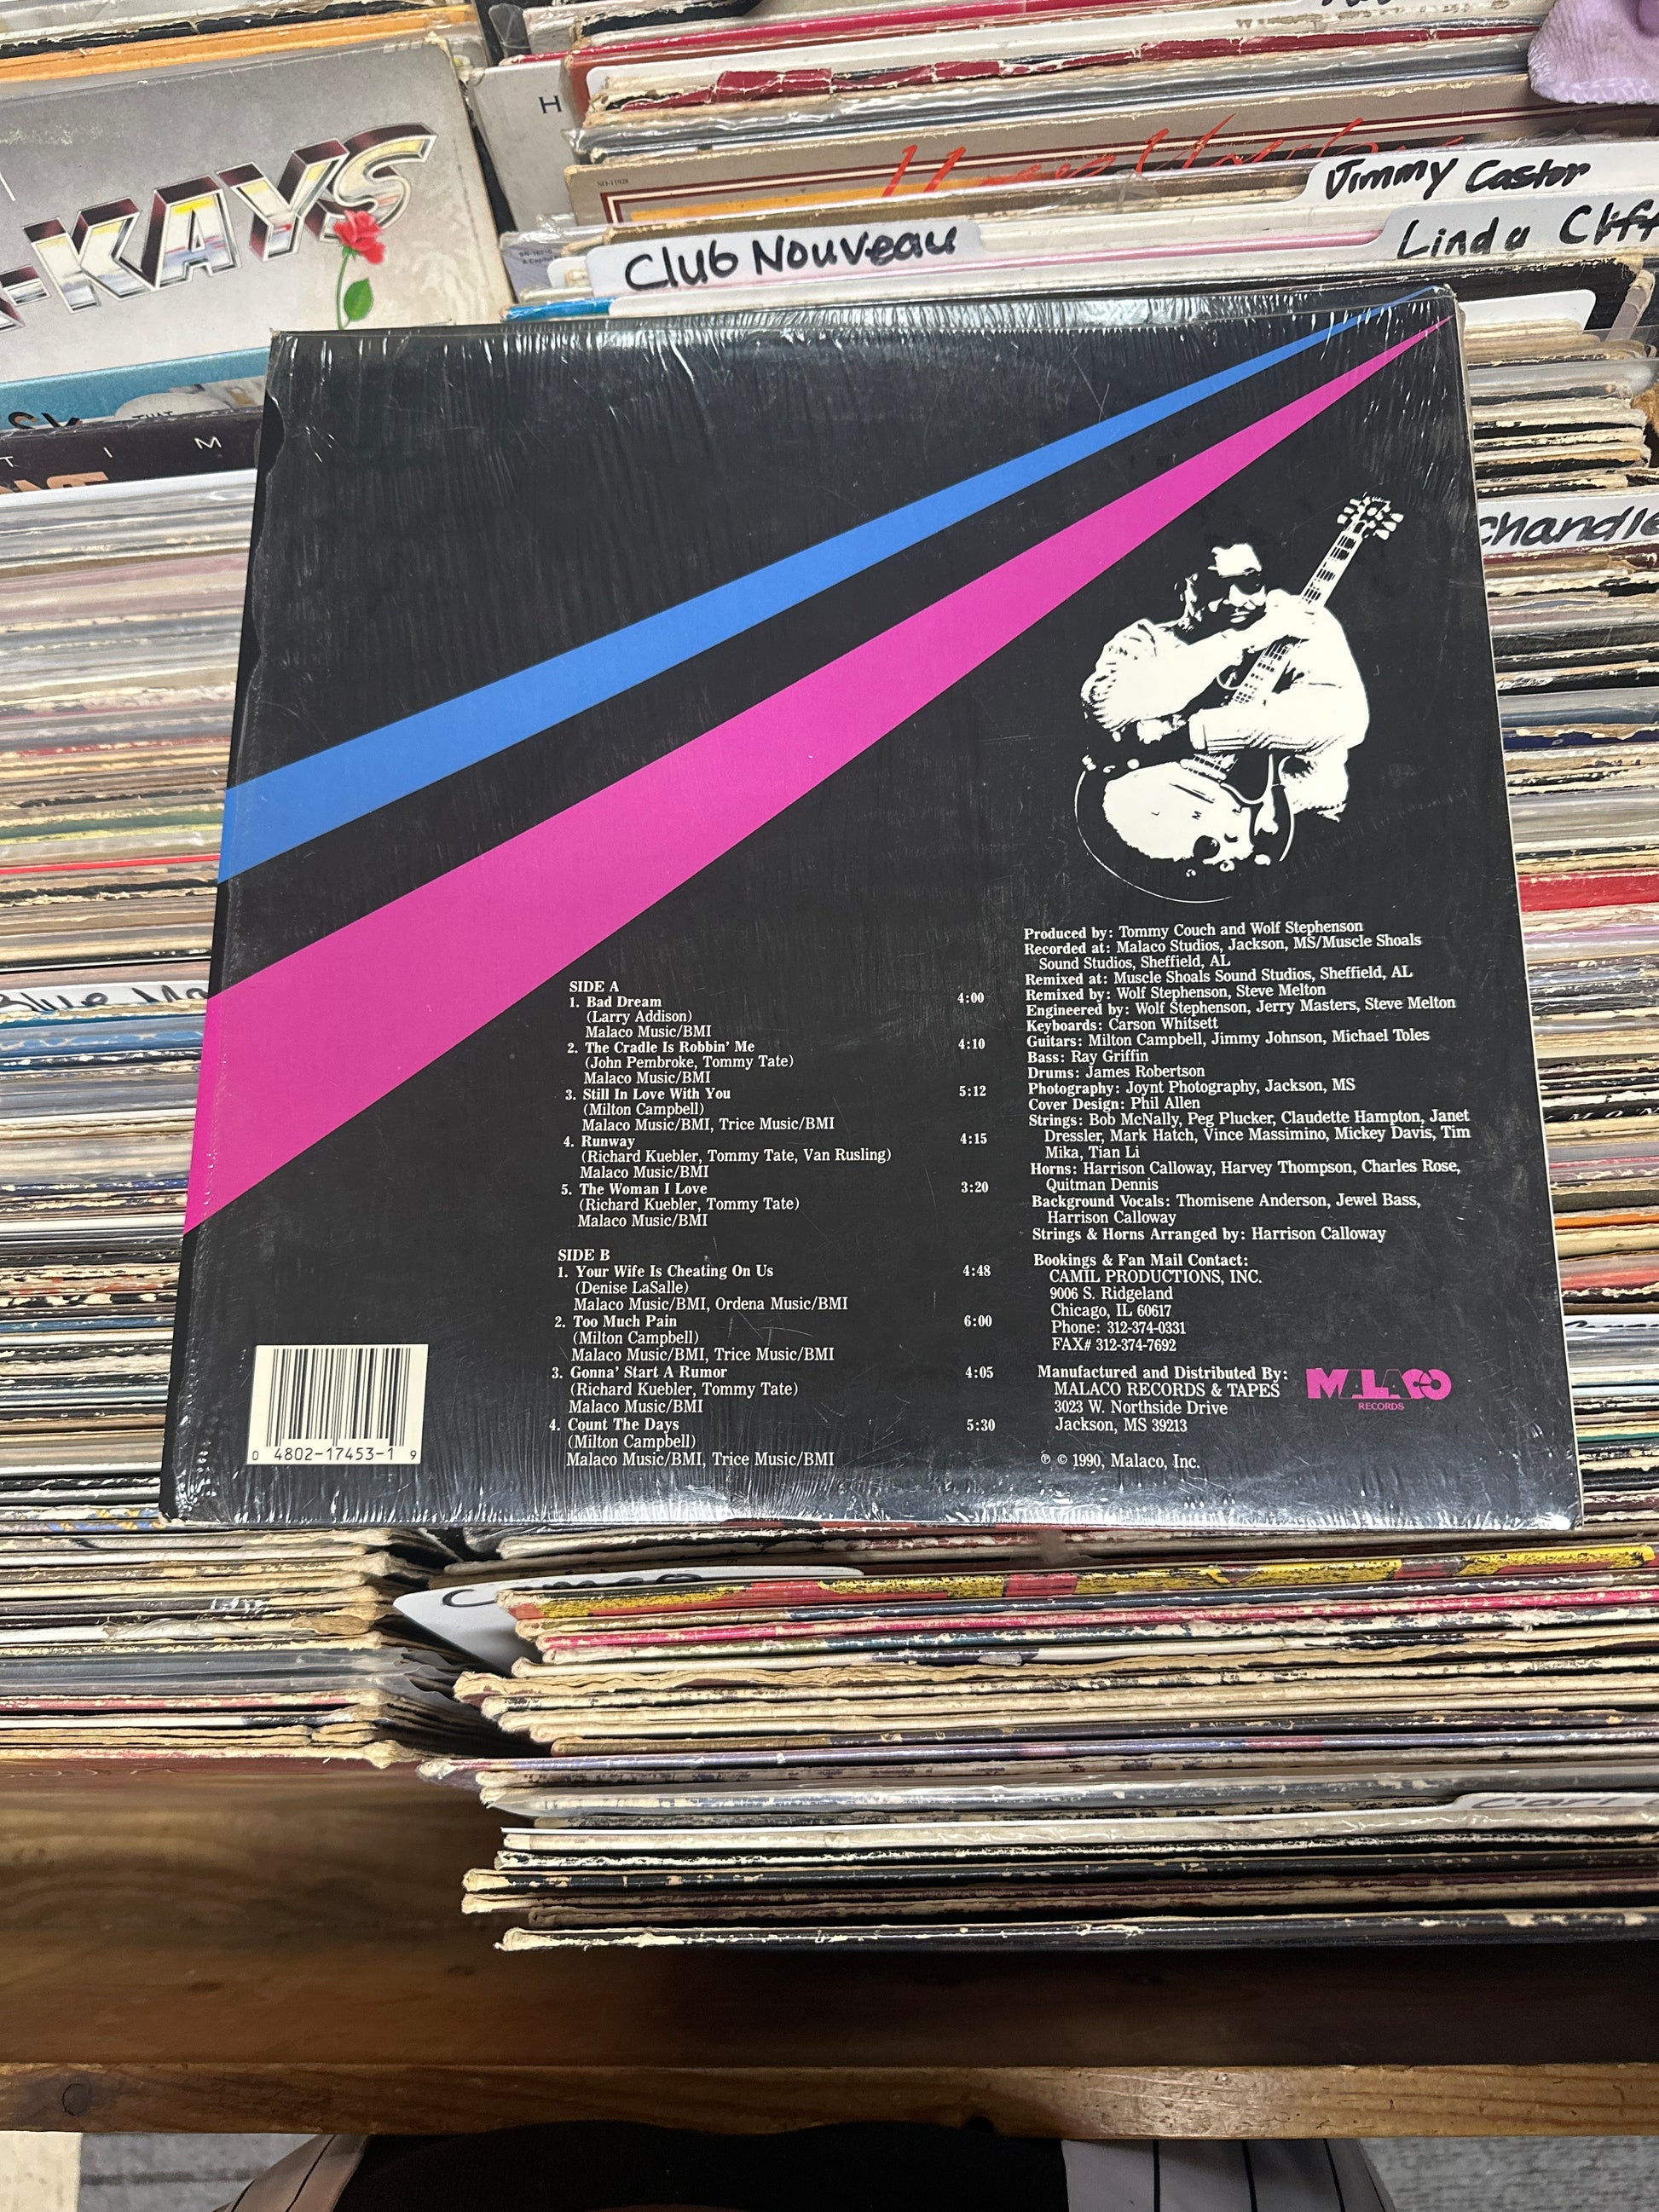 -KAYS
H
SD-11928
Jimmy Castor
Club Nouveau
Linda Cliff
T I M
Chandle
SIDE A
1. Bad Dream 4:00
(Larry Addison)
Malaco Music/BMI
2. The Cradle Is Robbin' Me 4:10
(John Pembroke, Tommy Tate)
Malaco Music/BMI
3. Still In Love With You 5:12
(Milton Campbell)
Malaco Music/BMI, Trice Music/BMI
4. Runway 4:15
(Richard Kuebler, Tommy Tate, Van Rusling)
Malaco Music/BMI
5. The Woman I Love 3:20
(Richard Kuebler, Tommy Tate)
Malaco Music/BMI
SIDE B
1. Your Wife Is Cheating On Us 4:48
(Denise LaSalle)
Malaco Music/BMI, Ordena Music/BMI
2. Too Much Pain 6:00
(Milton Campbell)
Malaco Music/BMI, Trice Music/BMI
3. Gonna' Start A Rumor 4:05
(Richard Kuebler, Tommy Tate)
Malaco Music/BMI
4. Count The Days 5:30
(Milton Campbell)
Malaco Music/BMI, Trice Music/BMI
0 4802-17453-1 9
Produced by: Tommy Couch and Wolf Stephenson
Recorded at: Malaco Studios, Jackson, MS/Muscle Shoals
Sound Studios, Sheffield, AL
Remixed at: Muscle Shoals Sound Studios, Sheffield, AL
Remixed by: Wolf Stephenson, Steve Melton
Engineered by: Wolf Stephenson, Jerry Masters, Steve Melton
Keyboards: Carson Whitsett
Guitars: Milton Campbell, Jimmy Johnson, Michael Toles
Bass: Ray Griffin
Drums: James Robertson
Photography: Joynt Photography, Jackson, MS
Cover Design: Phil Allen
Strings: Bob McNally, Peg Plucker, Claudette Hampton, Janet
Dressler, Mark Hatch, Vince Massimino, Mickey Davis, Tim
Mika, Tian Li
Horns: Harrison Calloway, Harvey Thompson, Charles Rose,
Quitman Dennis
Background Vocals: Thomisene Anderson, Jewel Bass,
Harrison Calloway
Strings & Horns Arranged by: Harrison Calloway
Bookings & Fan Mail Contact:
CAMIL PRODUCTIONS, INC.
9006 S. Ridgeland
Chicago, IL 60617
Phone: 312-374-0331
FAX# 312-374-7692
Manufactured and Distributed By:
MALACO RECORDS & TAPES
3023 W. Northside Drive
Jackson, MS 39213
MALACO
RECORDS
℗ © 1990, Malaco, Inc.